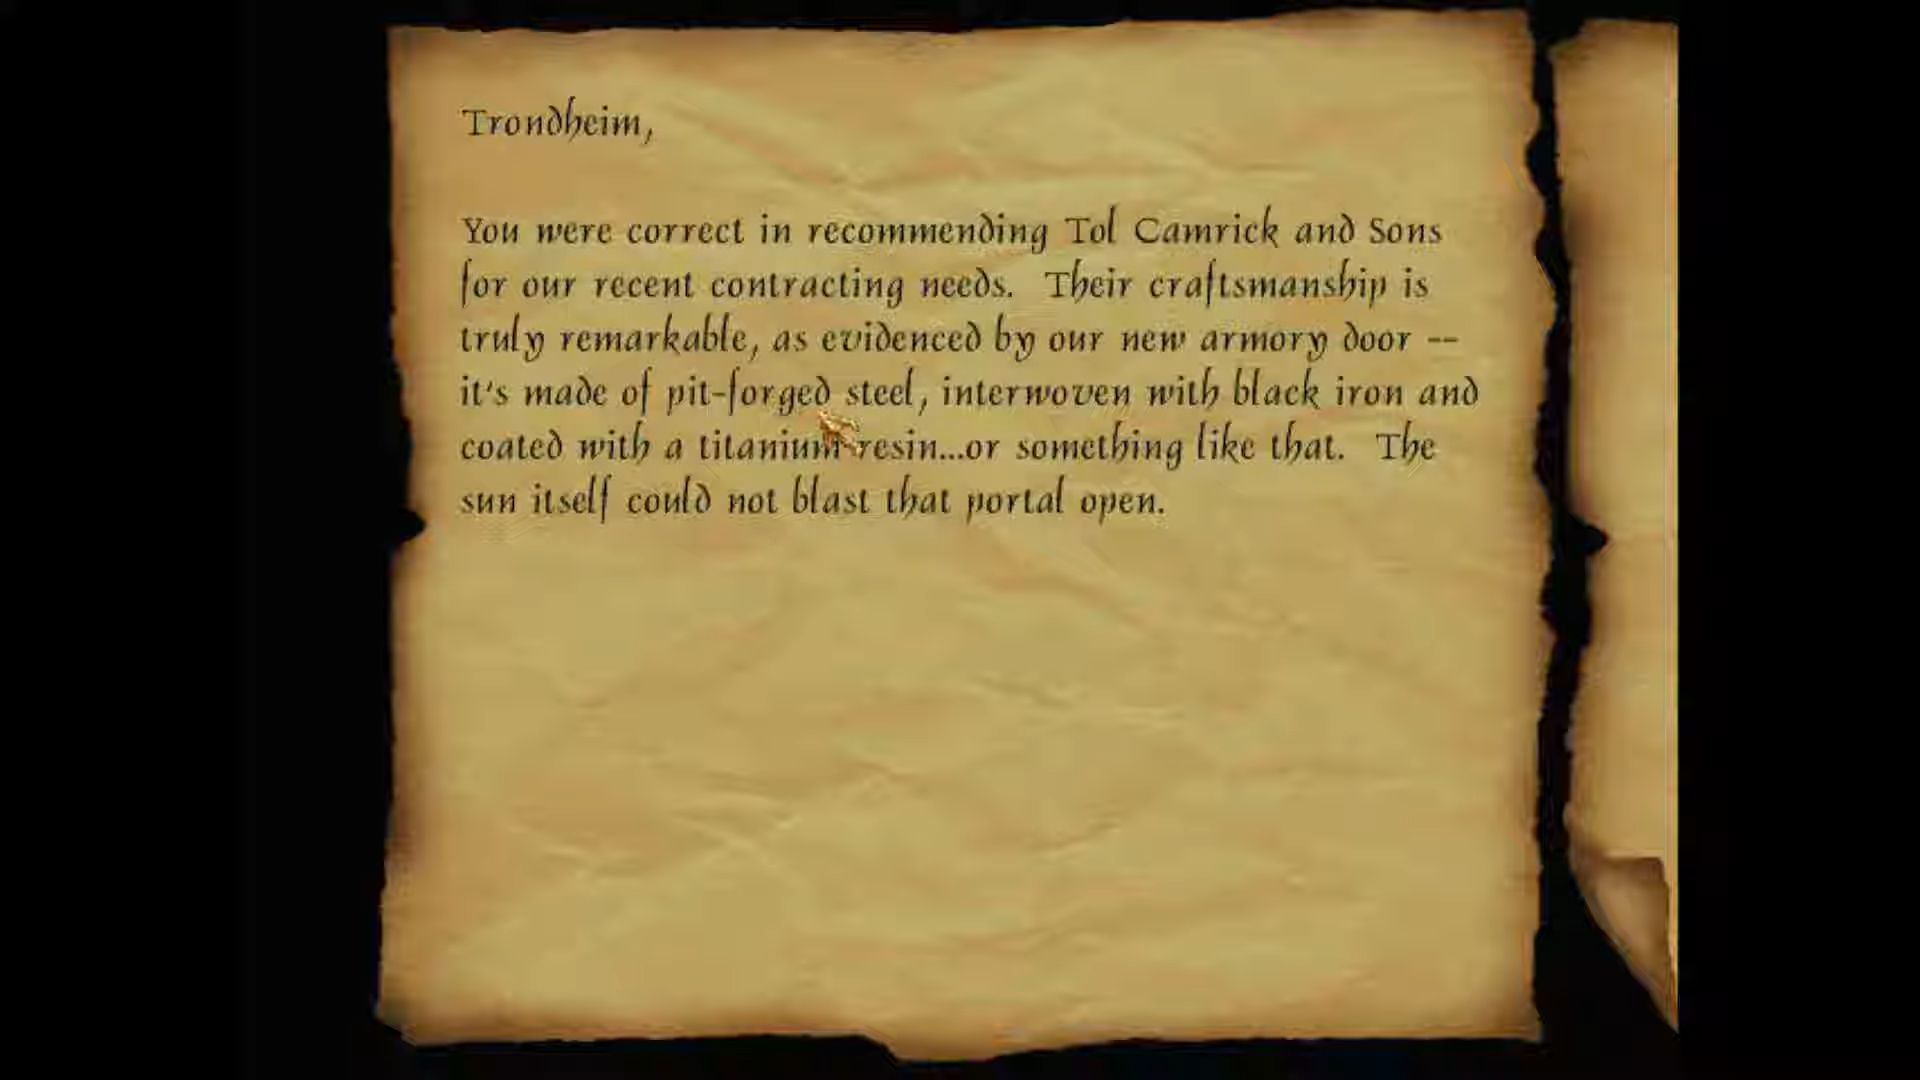 Trondheim,
You were correct in recommending Tol Camrick and Sons
for our recent contracting needs.  Their craftsmanship is
truly remarkable, as evidenced by our new armory door --
it's made of pit-forged steel, interwoven with black iron and
coated with a titanium resin...or something like that.  The
sun itself could not blast that portal open.